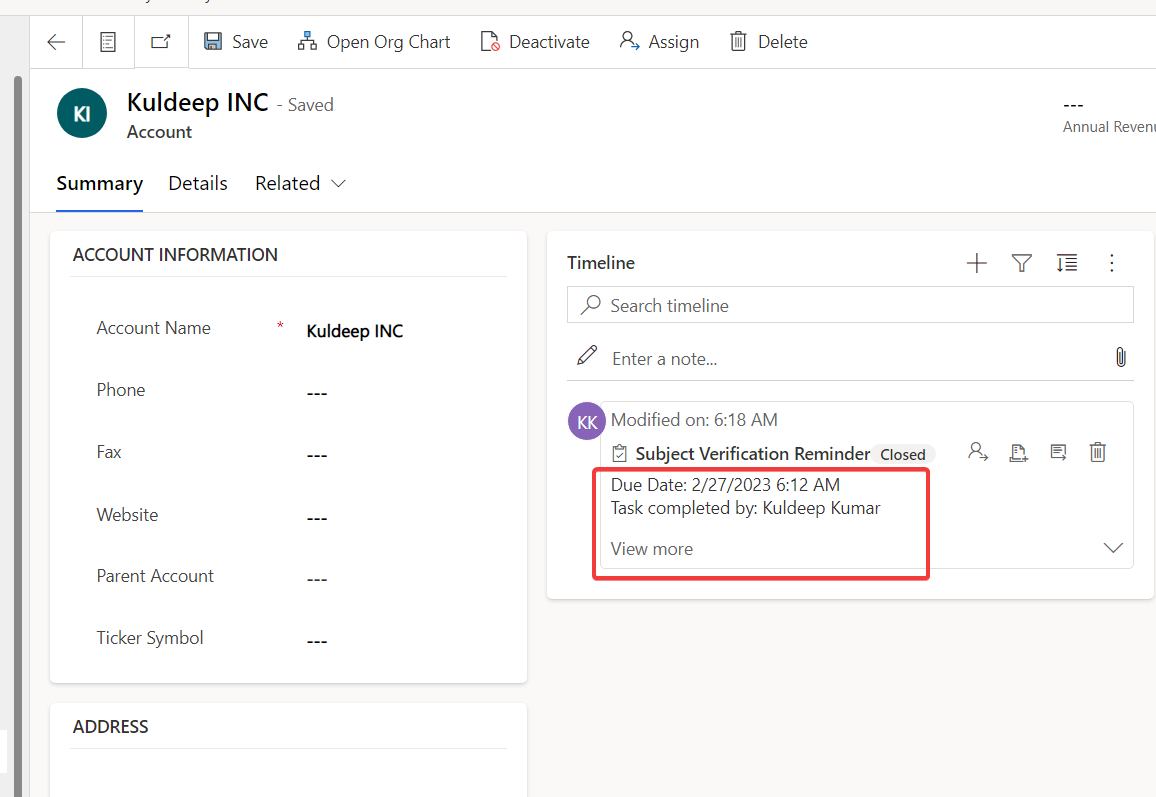 Save
Open Org Chart
Deactivate
Assign
Delete
KI
Kuldeep INC - Saved
Account
---
Annual Revenu
Summary
Details
Related
ACCOUNT INFORMATION
Account Name * Kuldeep INC
Phone ---
Fax ---
Website ---
Parent Account ---
Ticker Symbol ---
ADDRESS
Timeline
Search timeline
Enter a note...
KK
Modified on: 6:18 AM
Subject Verification Reminder Closed
Due Date: 2/27/2023 6:12 AM
Task completed by: Kuldeep Kumar
View more